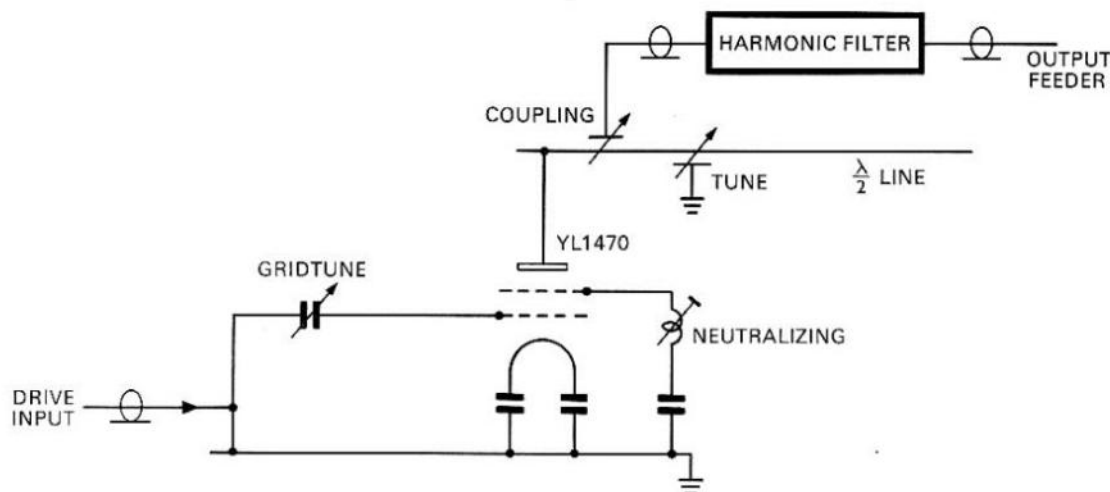 HARMONIC FILTER
OUTPUT
FEEDER
COUPLING
TUNE
λ/2 LINE
YL1470
GRIDTUNE
NEUTRALIZING
DRIVE
INPUT